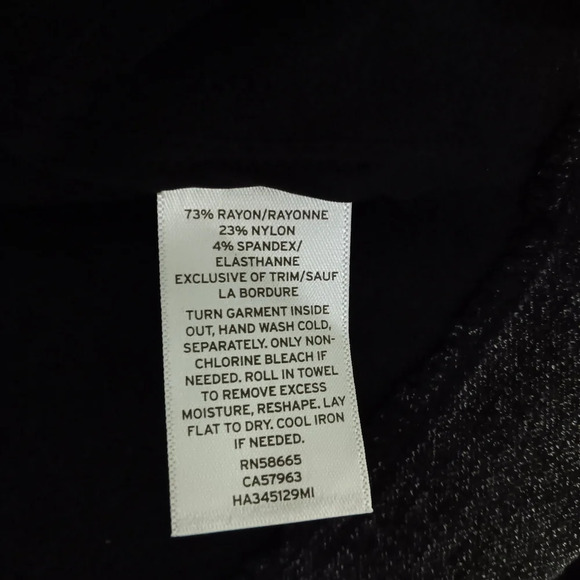 73% RAYON/RAYONNE
23% NYLON
4% SPANDEX/
ELASTHANNE
EXCLUSIVE OF TRIM/SAUF
LA BORDURE
TURN GARMENT INSIDE
OUT, HAND WASH COLD,
SEPARATELY. ONLY NON-
CHLORINE BLEACH IF
NEEDED. ROLL IN TOWEL
TO REMOVE EXCESS
MOISTURE, RESHAPE. LAY
FLAT TO DRY. COOL IRON
IF NEEDED.
RN58665
CA57963
HA345129MI